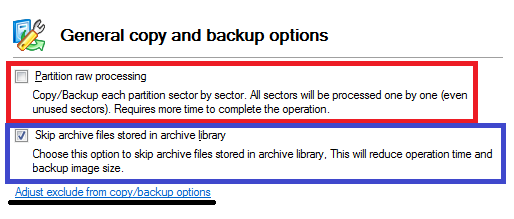 General copy and backup options
Partition raw processing
Copy/Backup each partition sector by sector. All sectors will be processed one by one (even
unused sectors). Requires more time to complete the operation.
Skip archive files stored in archive library
Choose this option to skip archive files stored in archive library, This will reduce operation time and
backup image size.
Adjust exclude from copy/backup options